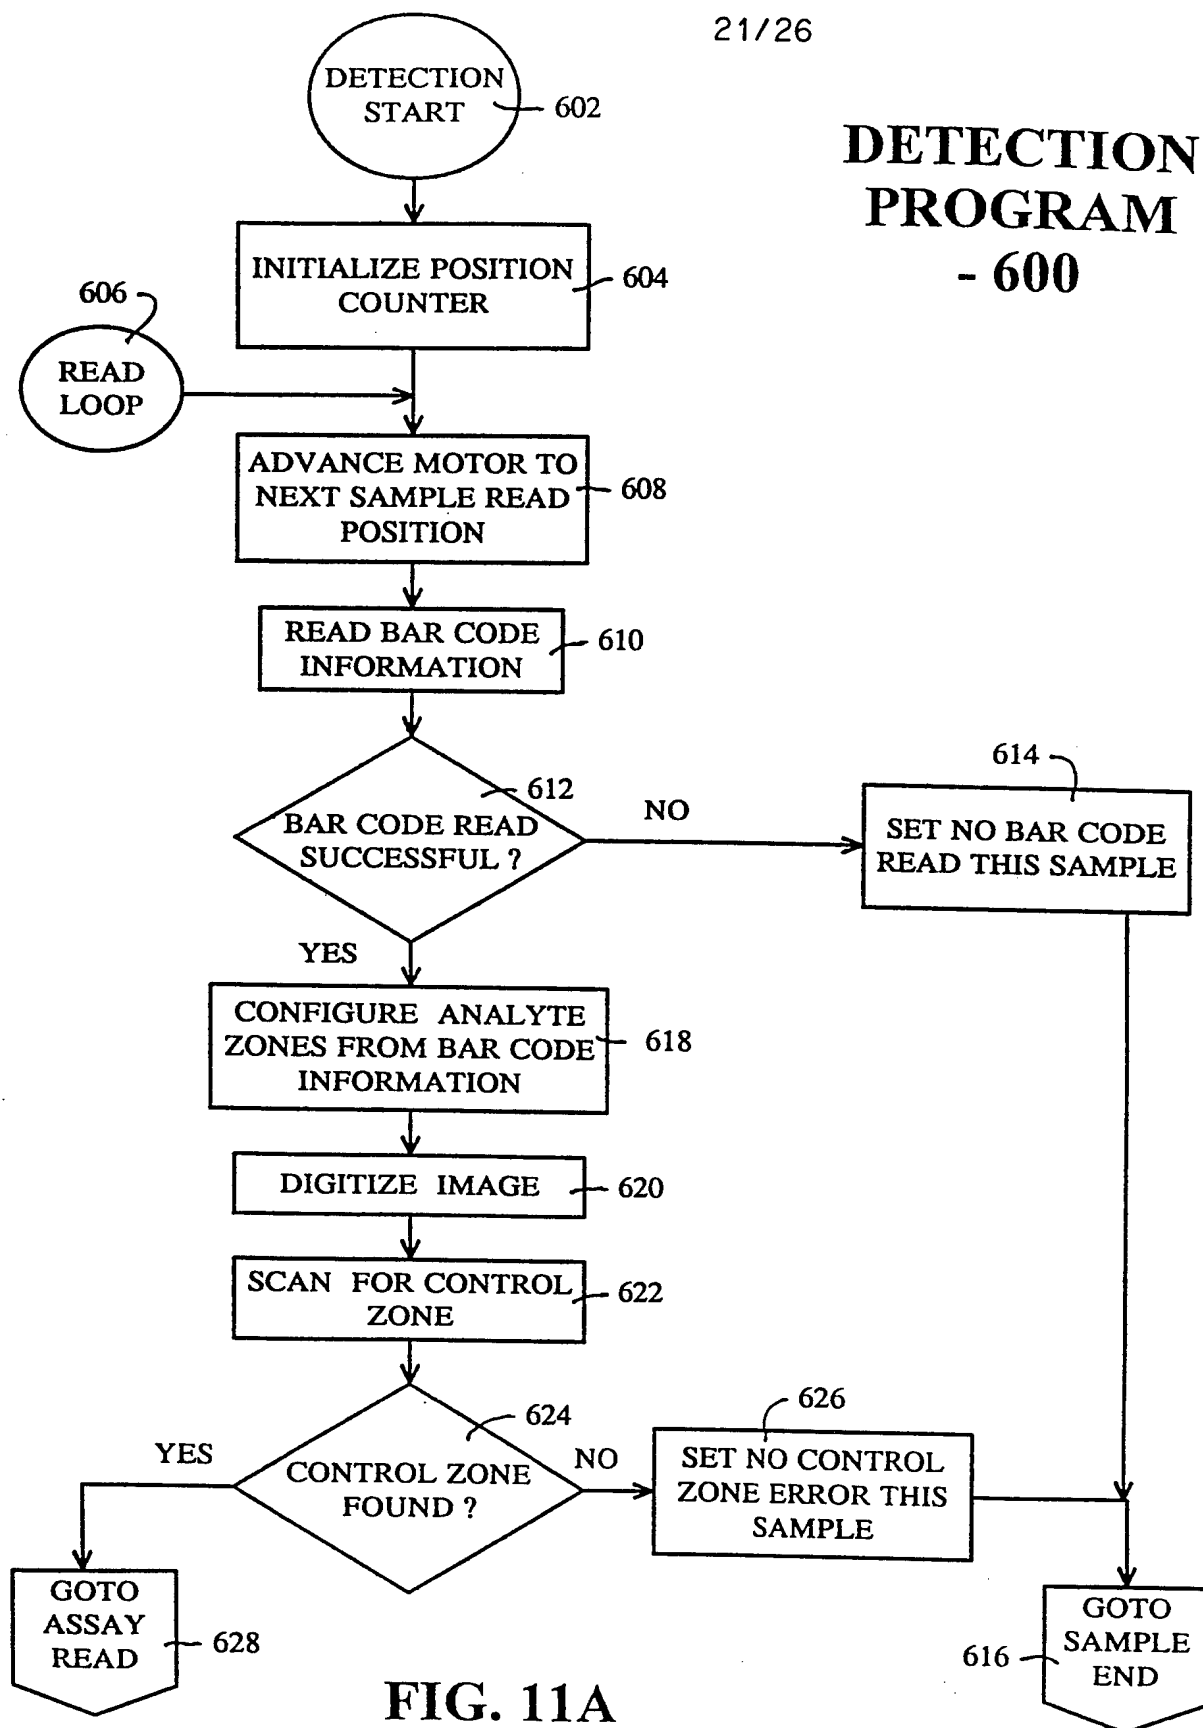 21/26
DETECTION
START
602
DETECTION
PROGRAM
- 600
INITIALIZE POSITION
COUNTER
604
606
READ
LOOP
ADVANCE MOTOR TO
NEXT SAMPLE READ
POSITION
608
READ BAR CODE
INFORMATION
610
612
BAR CODE READ
SUCCESSFUL ?
NO
614
SET NO BAR CODE
READ THIS SAMPLE
YES
CONFIGURE ANALYTE
ZONES FROM BAR CODE
INFORMATION
618
DIGITIZE IMAGE
620
SCAN FOR CONTROL
ZONE
622
624
CONTROL ZONE
FOUND ?
YES
NO
626
SET NO CONTROL
ZONE ERROR THIS
SAMPLE
GOTO
ASSAY
READ
628
GOTO
SAMPLE
END
616
FIG. 11A